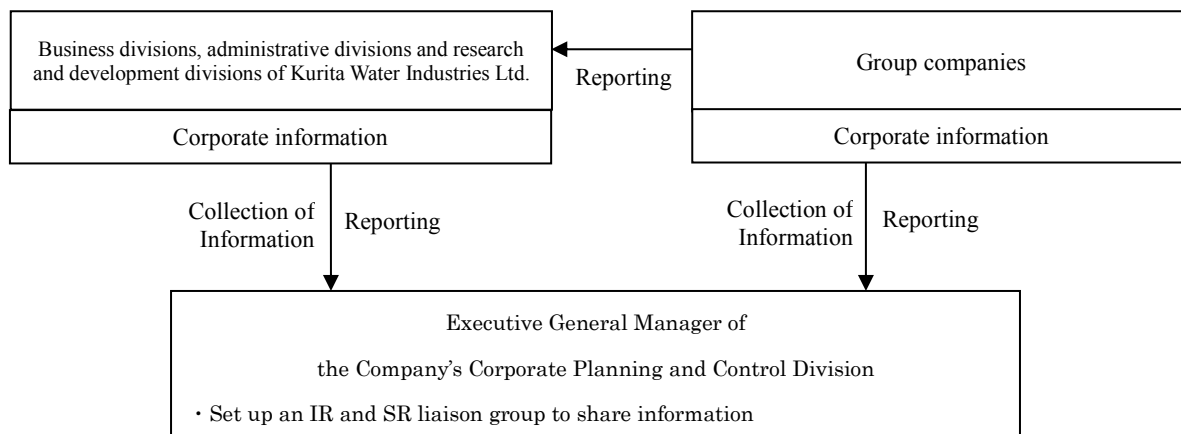 Business divisions, administrative divisions and research
and development divisions of Kurita Water Industries Ltd.
Reporting
Group companies
Corporate information
Corporate information
Collection of
Information
Reporting
Collection of
Information
Reporting
Executive General Manager of
the Company’s Corporate Planning and Control Division
・Set up an IR and SR liaison group to share information